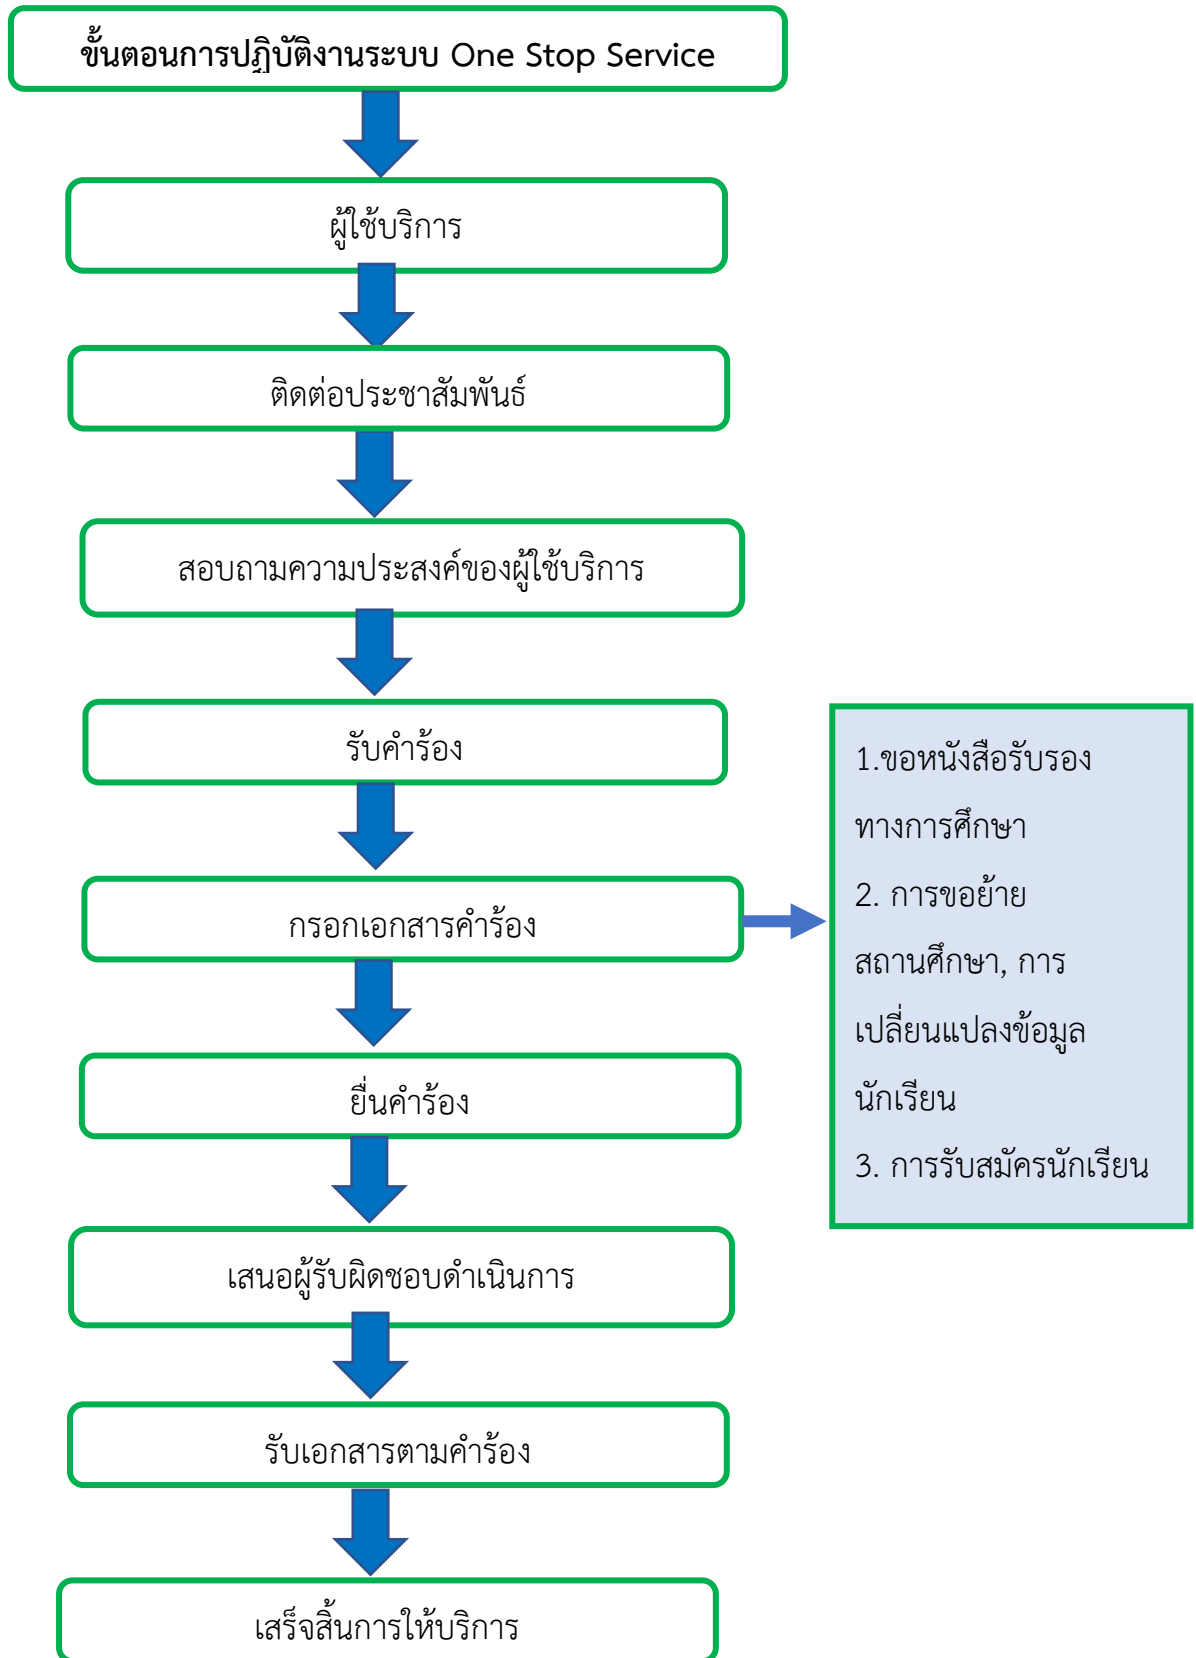 ขั้นตอนการปฏิบัติงานระบบ One Stop Service
ผู้ใช้บริการ
ติดต่อประชาสัมพันธ์
สอบถามความประสงค์ของผู้ใช้บริการ
รับคำร้อง
กรอกเอกสารคำร้อง
1.ขอหนังสือรับรอง
ทางการศึกษา
2. การขอย้าย
สถานศึกษา, การ
เปลี่ยนแปลงข้อมูล
นักเรียน
3. การรับสมัครนักเรียน
ยื่นคำร้อง
เสนอผู้รับผิดชอบดำเนินการ
รับเอกสารตามคำร้อง
เสร็จสิ้นการให้บริการ